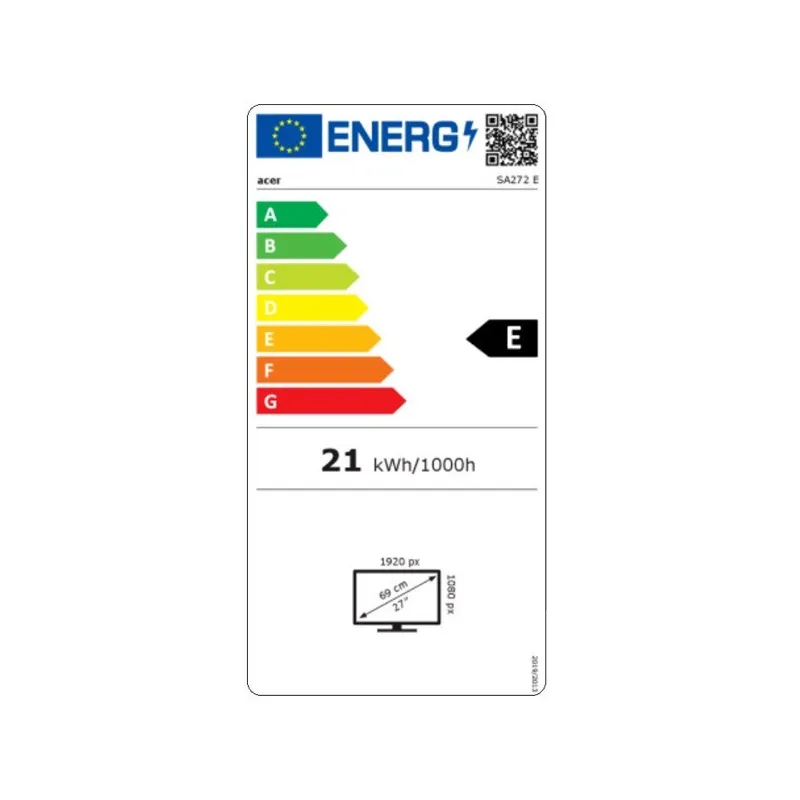 ENERG
acer SA272 E
A
B
C
D
E
E
F
G
21 kWh/1000h
1920 px
69 cm
27"
1080 px
2019/2013